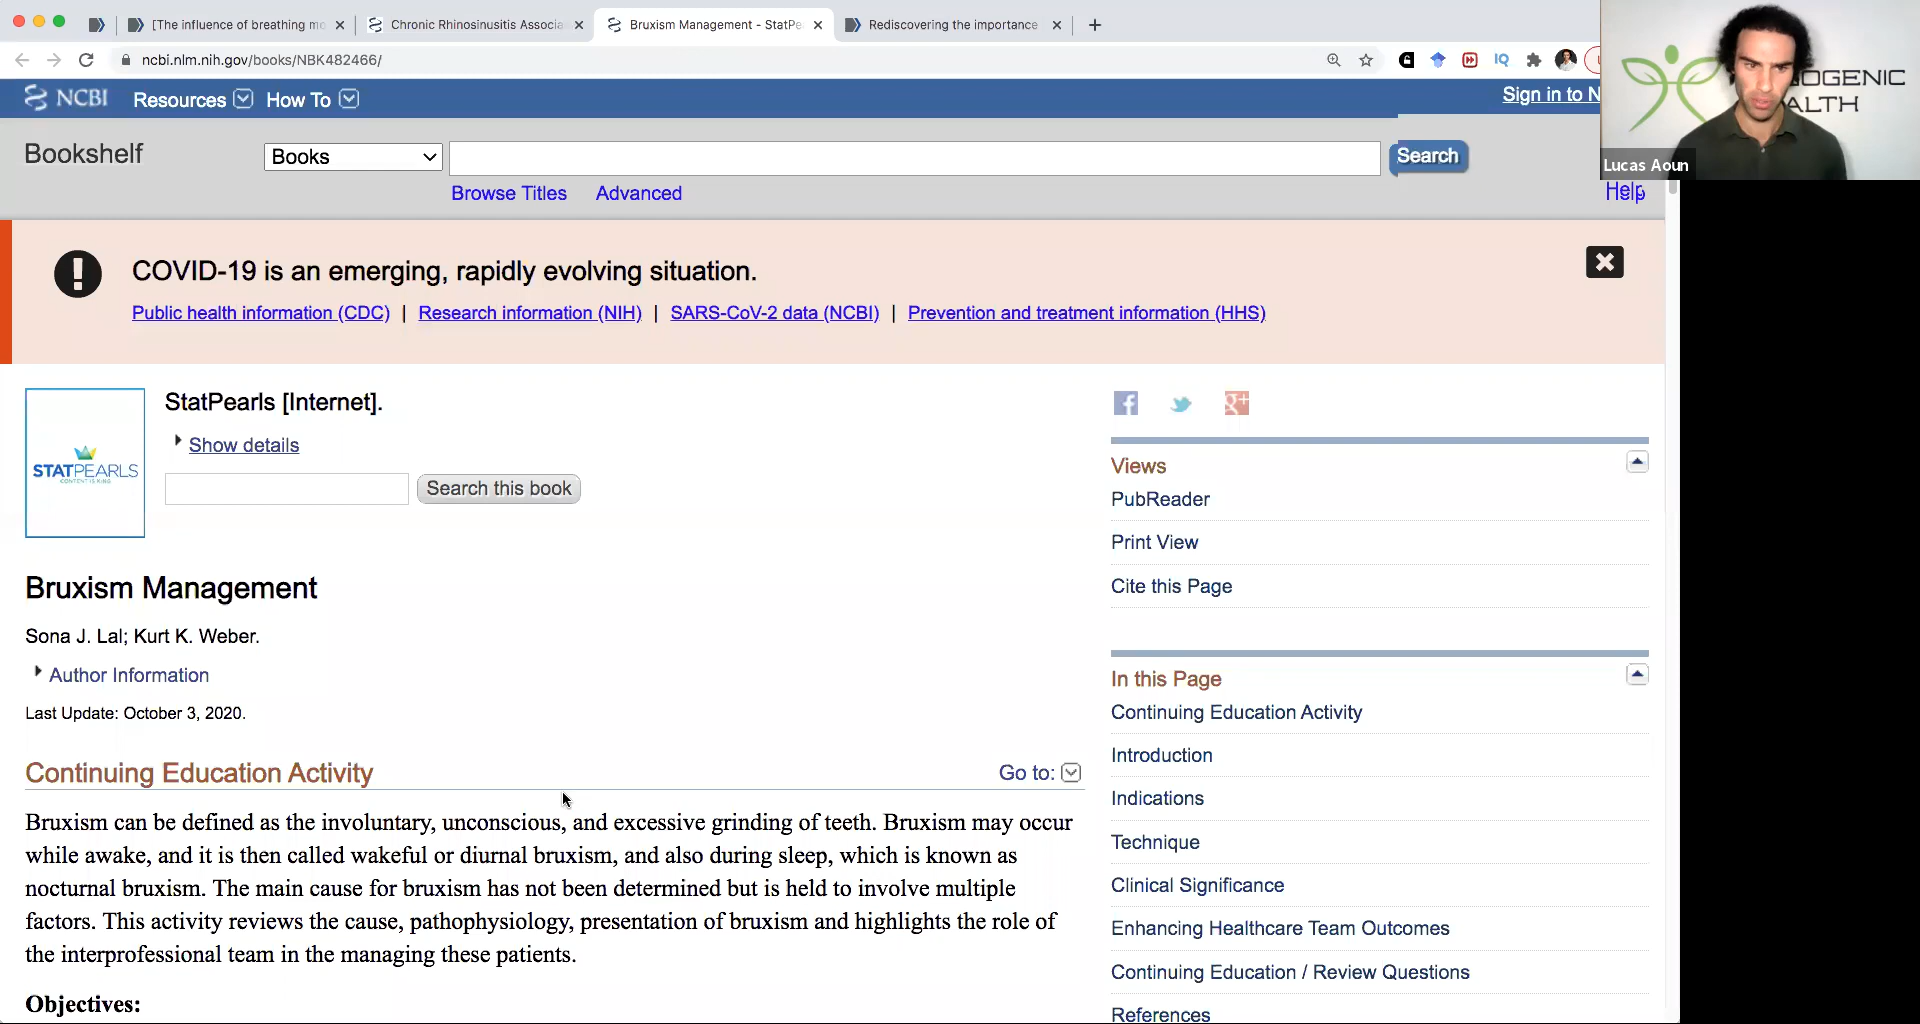 [The influence of breathing mo
Chronic Rhinosinusitis Associa
Bruxism Management - StatPe
Rediscovering the importance
ncbi.nlm.nih.gov/books/NBK482466/
IQ
OGENIC
ALTH
Lucas Aoun
NCBI
Resources
How To
Sign in to N
Bookshelf
Books
Search
Browse Titles
Advanced
Help
COVID-19 is an emerging, rapidly evolving situation.
Public health information (CDC) | Research information (NIH) | SARS-CoV-2 data (NCBI) | Prevention and treatment information (HHS)
STATPEARLS
CONTENT IS KING
StatPearls [Internet].
Show details
Search this book
Bruxism Management
Sona J. Lal; Kurt K. Weber.
Author Information
Last Update: October 3, 2020.
Continuing Education Activity
Go to:
Bruxism can be defined as the involuntary, unconscious, and excessive grinding of teeth. Bruxism may occur
while awake, and it is then called wakeful or diurnal bruxism, and also during sleep, which is known as
nocturnal bruxism. The main cause for bruxism has not been determined but is held to involve multiple
factors. This activity reviews the cause, pathophysiology, presentation of bruxism and highlights the role of
the interprofessional team in the managing these patients.
Objectives:
Views
PubReader
Print View
Cite this Page
In this Page
Continuing Education Activity
Introduction
Indications
Technique
Clinical Significance
Enhancing Healthcare Team Outcomes
Continuing Education / Review Questions
References